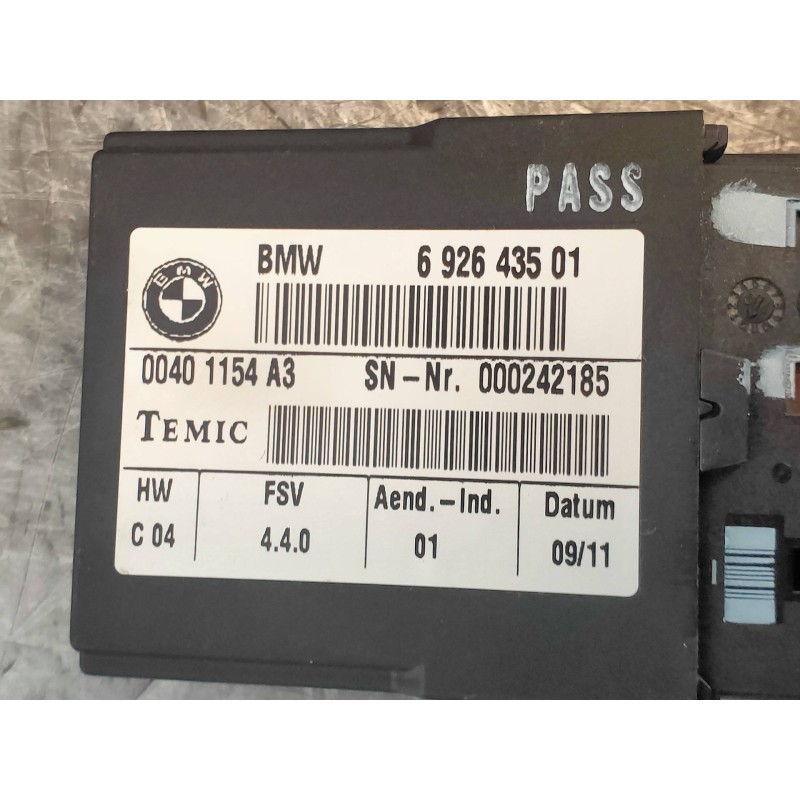 PASS
BMW 6 926 435 01
BMW
0040 1154 A3 SN-Nr. 000242185
TEMIC
HW FSV Aend.-Ind. Datum
C 04 4.4.0 01 09/11